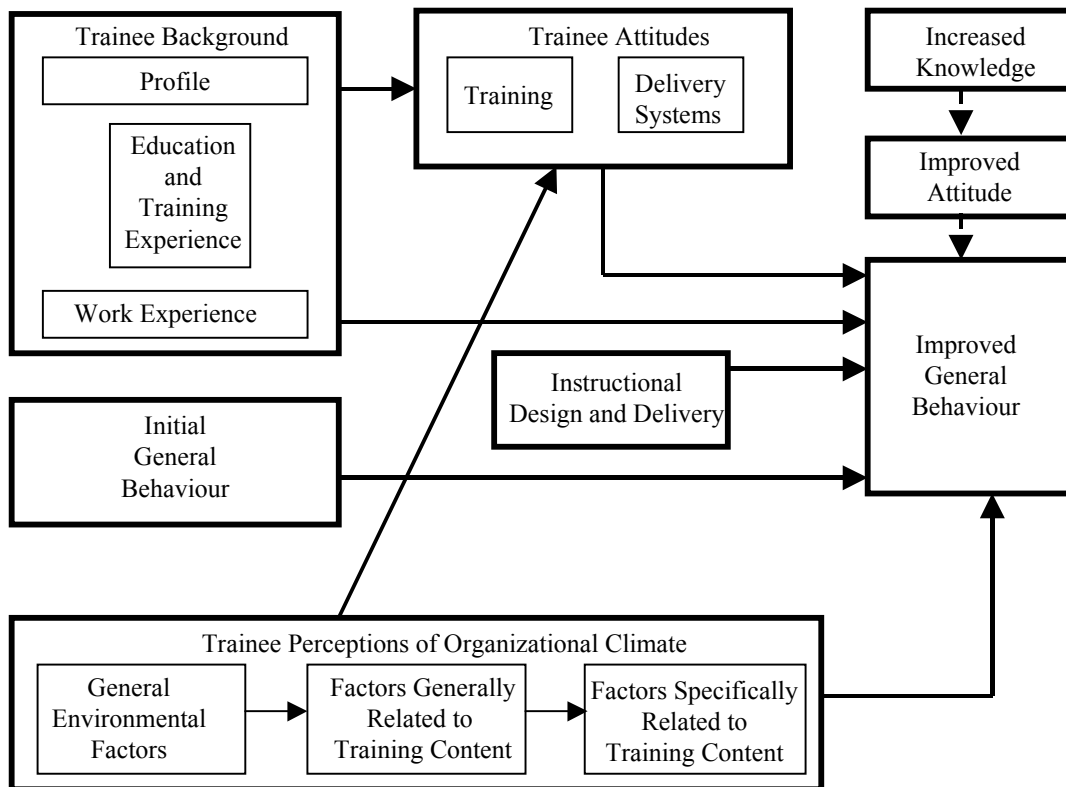 Trainee Background
Profile
Education
and
Training
Experience
Work Experience
Trainee Attitudes
Training
Delivery
Systems
Increased
Knowledge
Improved
Attitude
Improved
General
Behaviour
Instructional
Design and Delivery
Initial
General
Behaviour
Trainee Perceptions of Organizational Climate
General
Environmental
Factors
Factors Generally
Related to
Training Content
Factors Specifically
Related to
Training Content